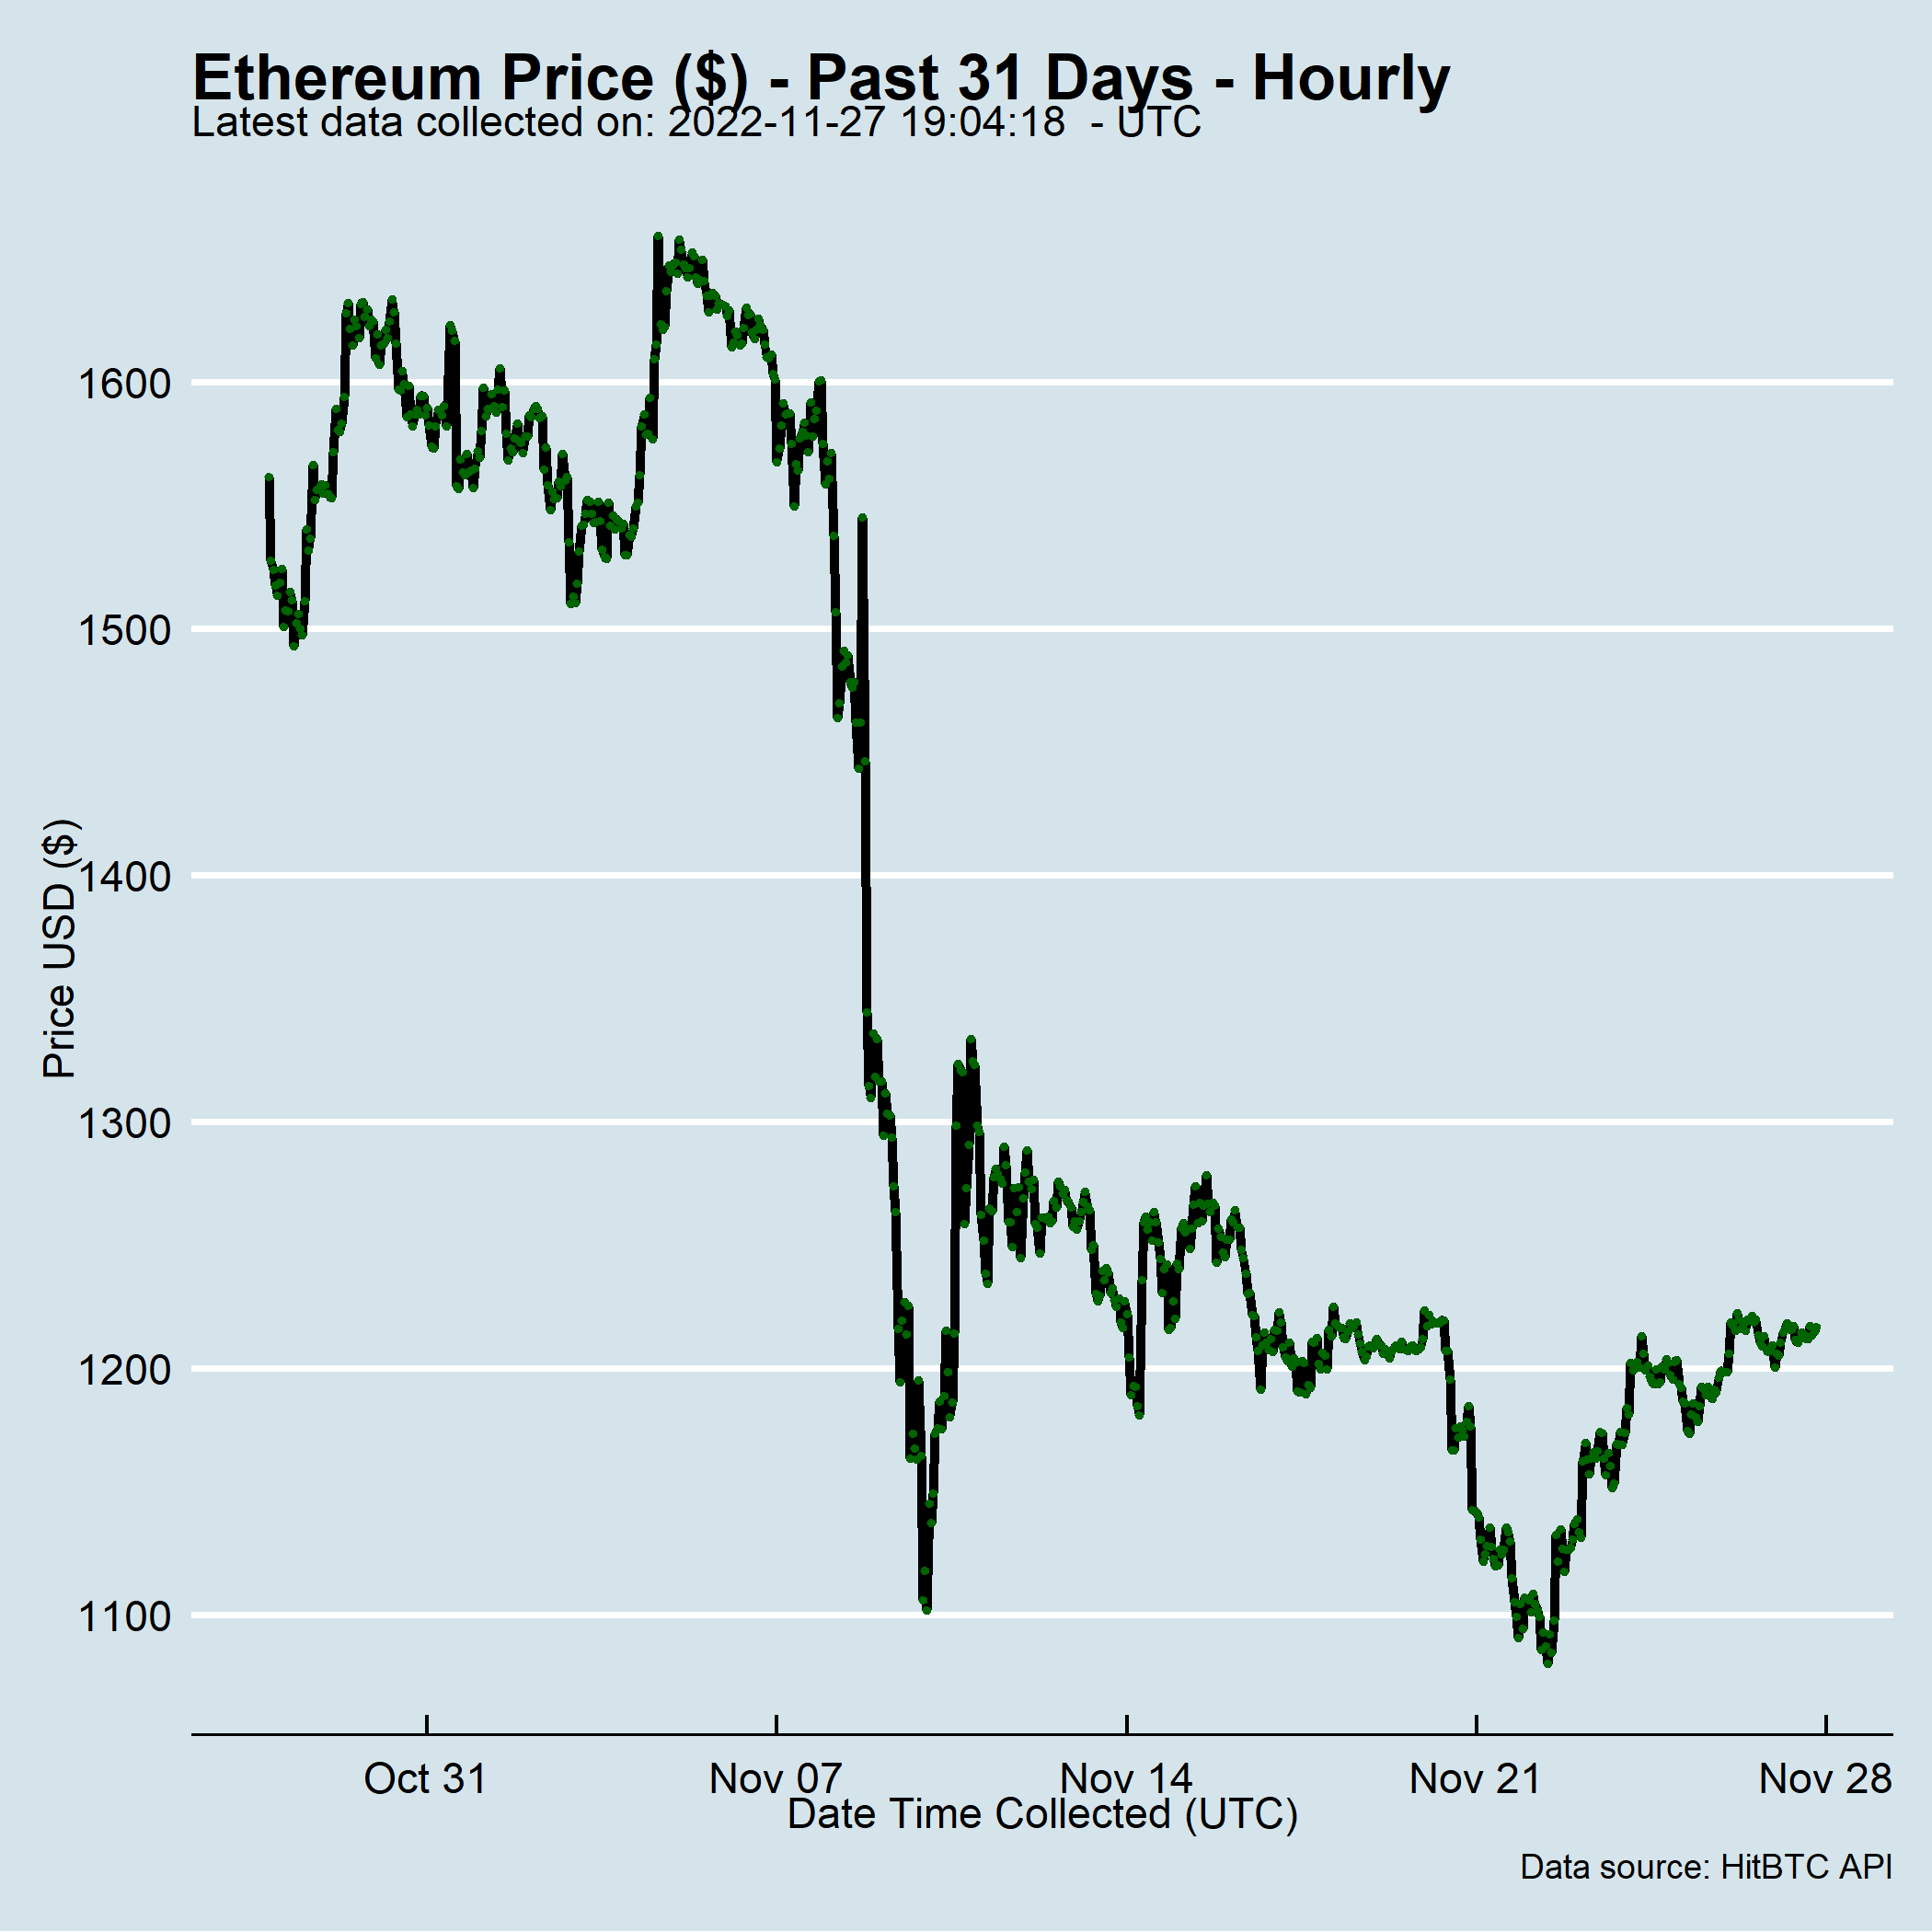 Ethereum Price ($) - Past 31 Days - Hourly
Latest data collected on: 2022-11-27 19:04:18  - UTC
Price USD ($)
1600
1500
1400
1300
1200
1100
Oct 31
Nov 07
Nov 14
Nov 21
Nov 28
Date Time Collected (UTC)
Data source: HitBTC API